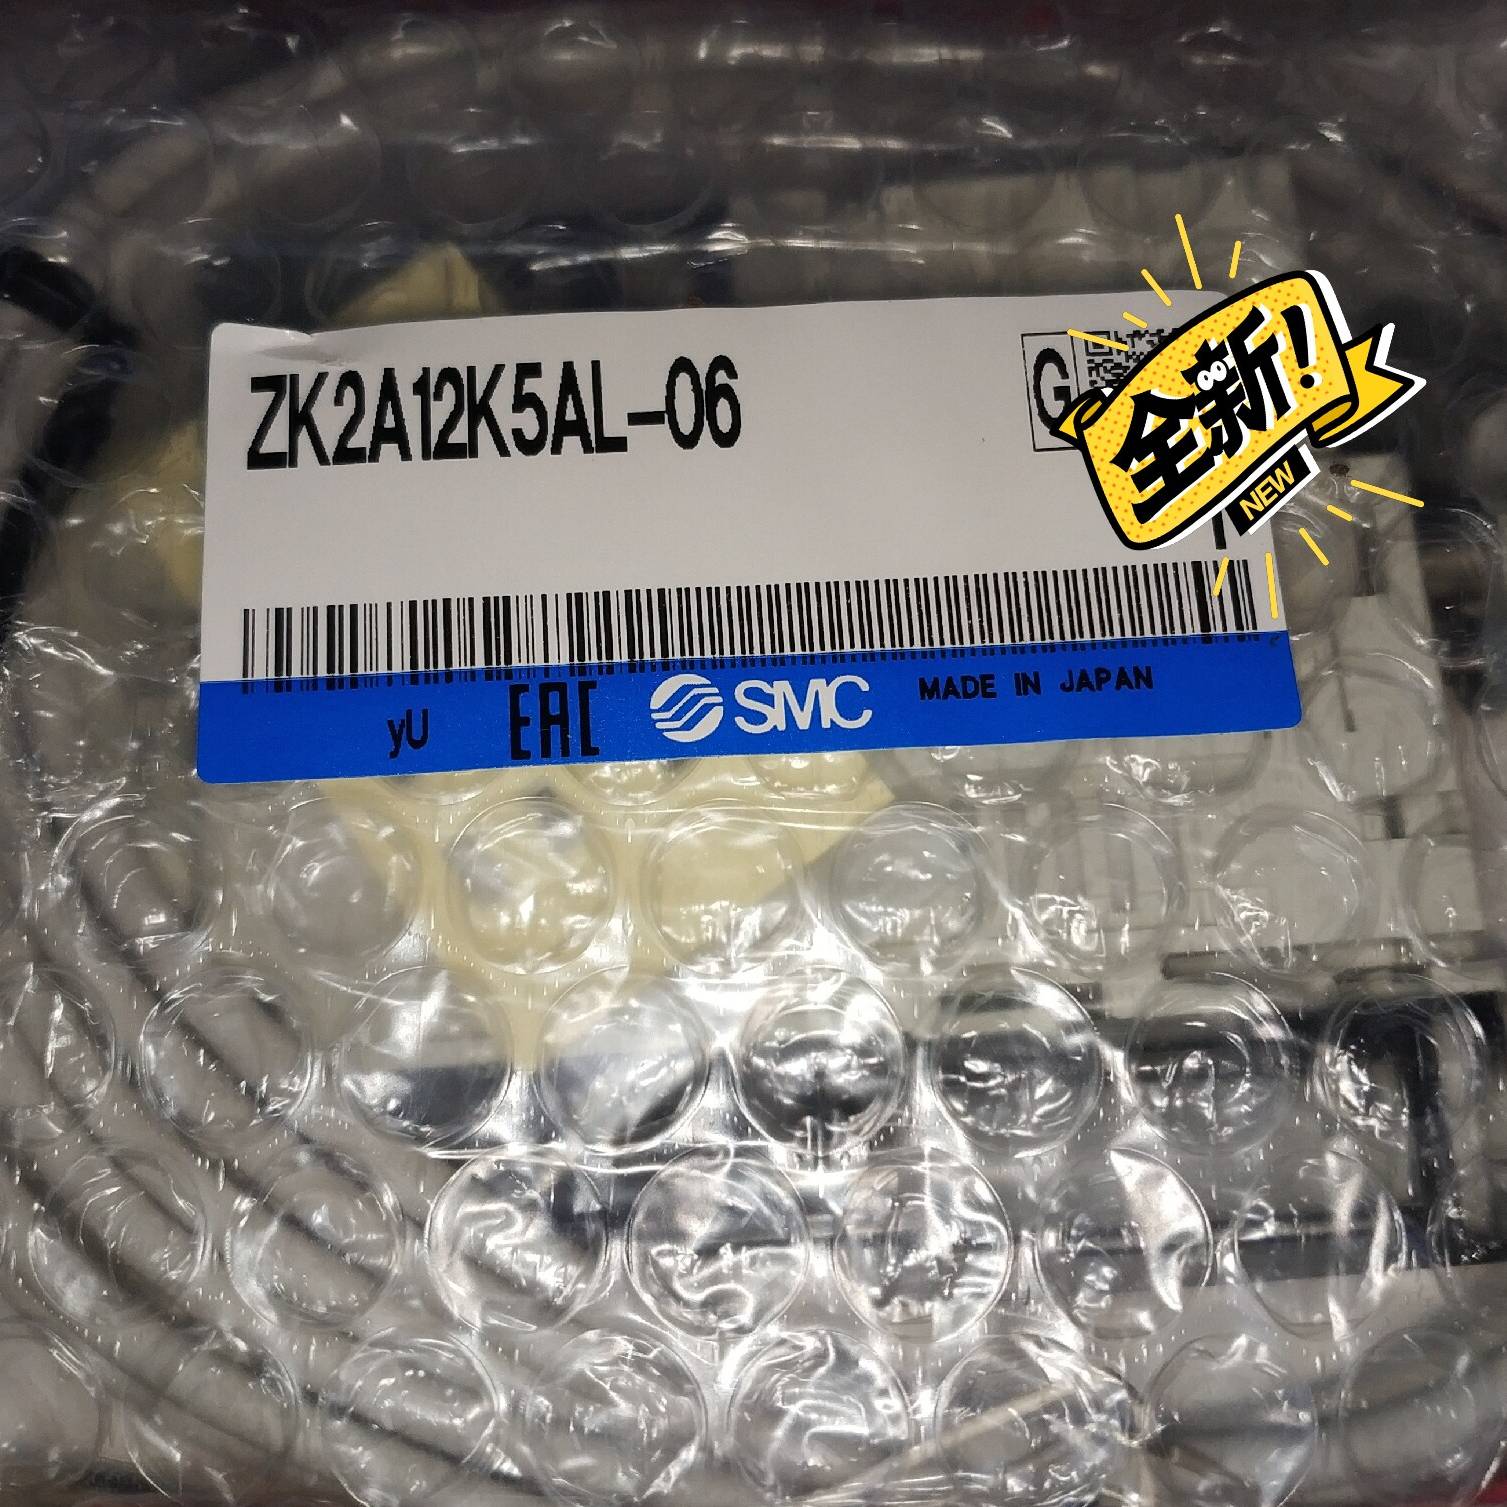 ZK2A12K5AL-06
G
全新!
NEW
yU EAC SMC MADE IN JAPAN